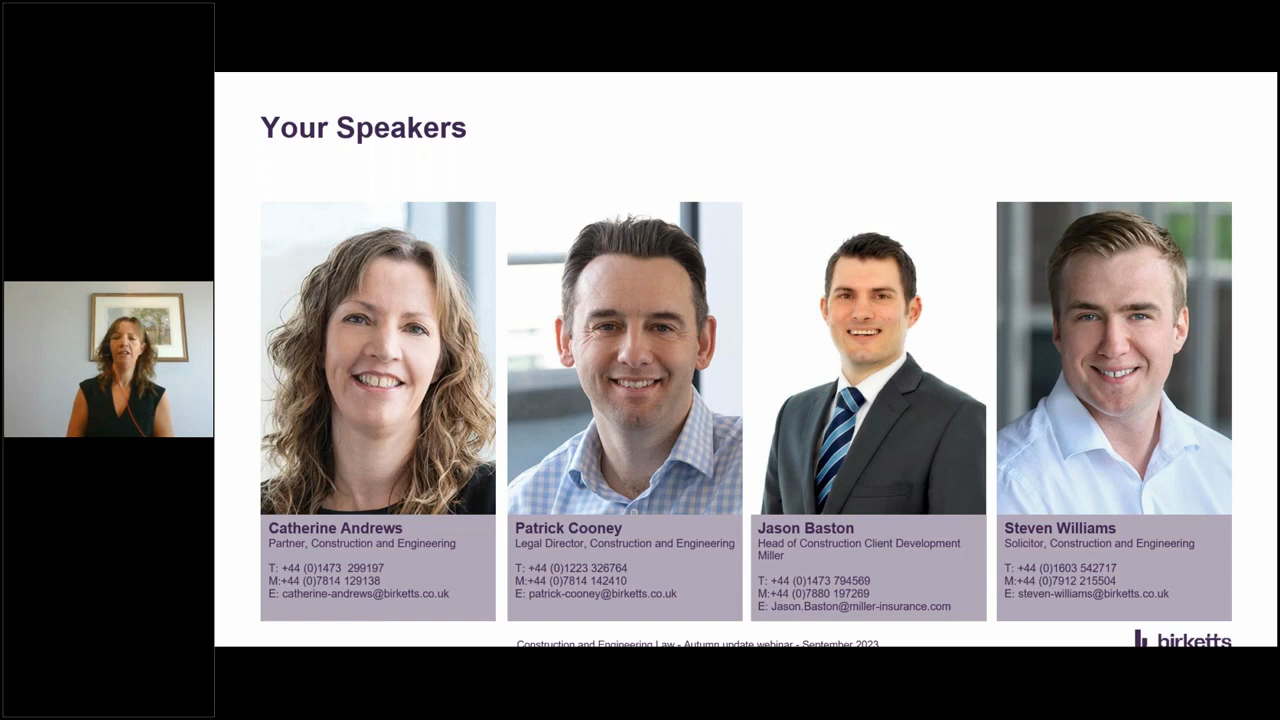 Your Speakers
Catherine Andrews
Partner, Construction and Engineering
T: +44 (0)1473  299197
M:+44 (0)7814 129138
E: catherine-andrews@birketts.co.uk
Patrick Cooney
Legal Director, Construction and Engineering
T: +44 (0)1223 326764
M:+44 (0)7814 142410
E: patrick-cooney@birketts.co.uk
Jason Baston
Head of Construction Client Development
Miller
T: +44 (0)1473 794569
M:+44 (0)7880 197269
E: Jason.Baston@miller-insurance.com
Steven Williams
Solicitor, Construction and Engineering
T: +44 (0)1603 542717
M:+44 (0)7912 215504
E: steven-williams@birketts.co.uk
Construction and Engineering Law - Autumn update webinar - September 2023
birketts